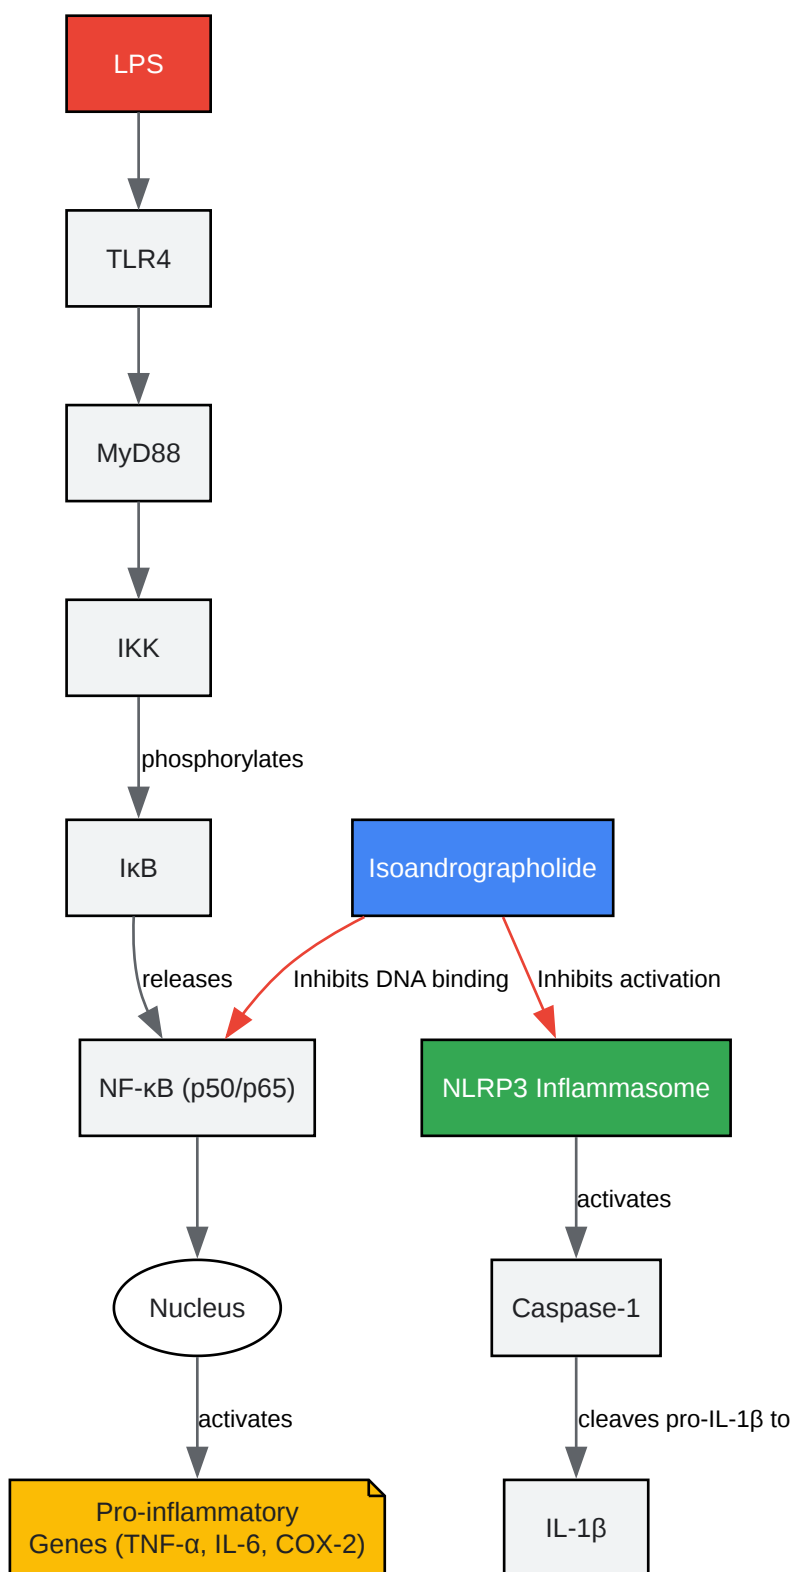 LPS
TLR4
MyD88
IKK
phosphorylates
IκB
Isoandrographolide
releases
Inhibits DNA binding
Inhibits activation
NF-κB (p50/p65)
NLRP3 Inflammasome
activates
Nucleus
Caspase-1
activates
cleaves pro-IL-1β to
Pro-inflammatory
Genes (TNF-α, IL-6, COX-2)
IL-1β